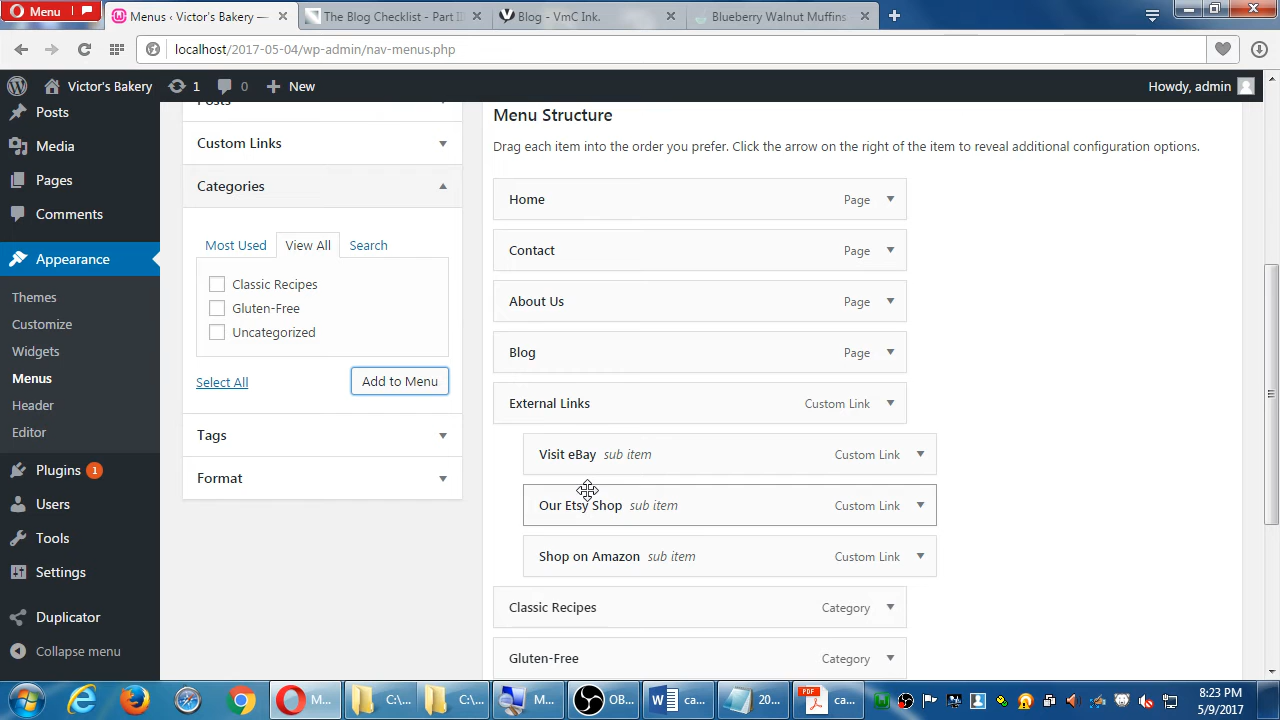 Menu
Menus ‹ Victor's Bakery —
The Blog Checklist - Part II
Blog - VmC Ink.
Blueberry Walnut Muffins
localhost/2017-05-04/wp-admin/nav-menus.php
Victor's Bakery
1
0
New
Howdy, admin
Posts
Media
Pages
Comments
Appearance
Themes
Customize
Widgets
Menus
Header
Editor
Plugins 1
Users
Tools
Settings
Duplicator
Collapse menu
Posts
Custom Links
Categories
Most Used
View All
Search
Classic Recipes
Gluten-Free
Uncategorized
Select All
Add to Menu
Tags
Format
Menu Structure
Drag each item into the order you prefer. Click the arrow on the right of the item to reveal additional configuration options.
Home Page
Contact Page
About Us Page
Blog Page
External Links Custom Link
Visit eBay sub item Custom Link
Our Etsy Shop sub item Custom Link
Shop on Amazon sub item Custom Link
Classic Recipes Category
Gluten-Free Category
M...
C:\...
C:\...
M...
OB...
ca...
20...
ca...
8:23 PM
5/9/2017